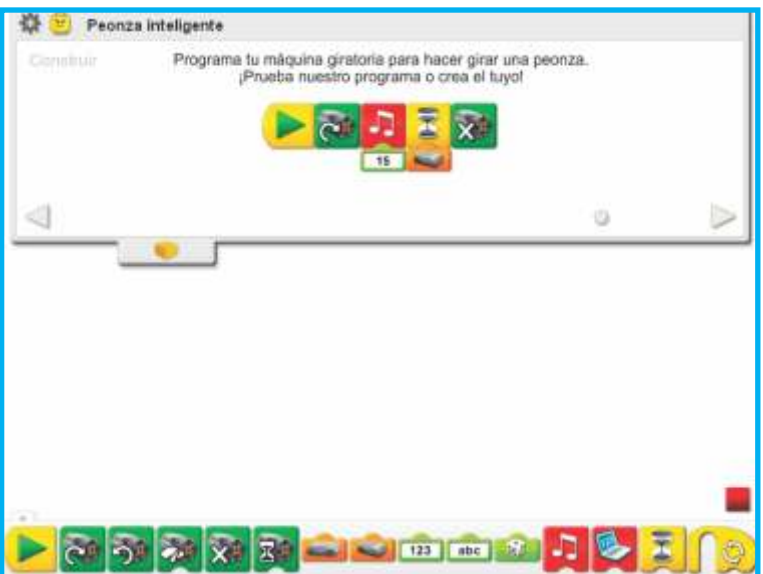 Peonza inteligente
Construir
Programa tu máquina giratoria para hacer girar una peonza.
¡Prueba nuestro programa o crea el tuyo!
15
123 abc